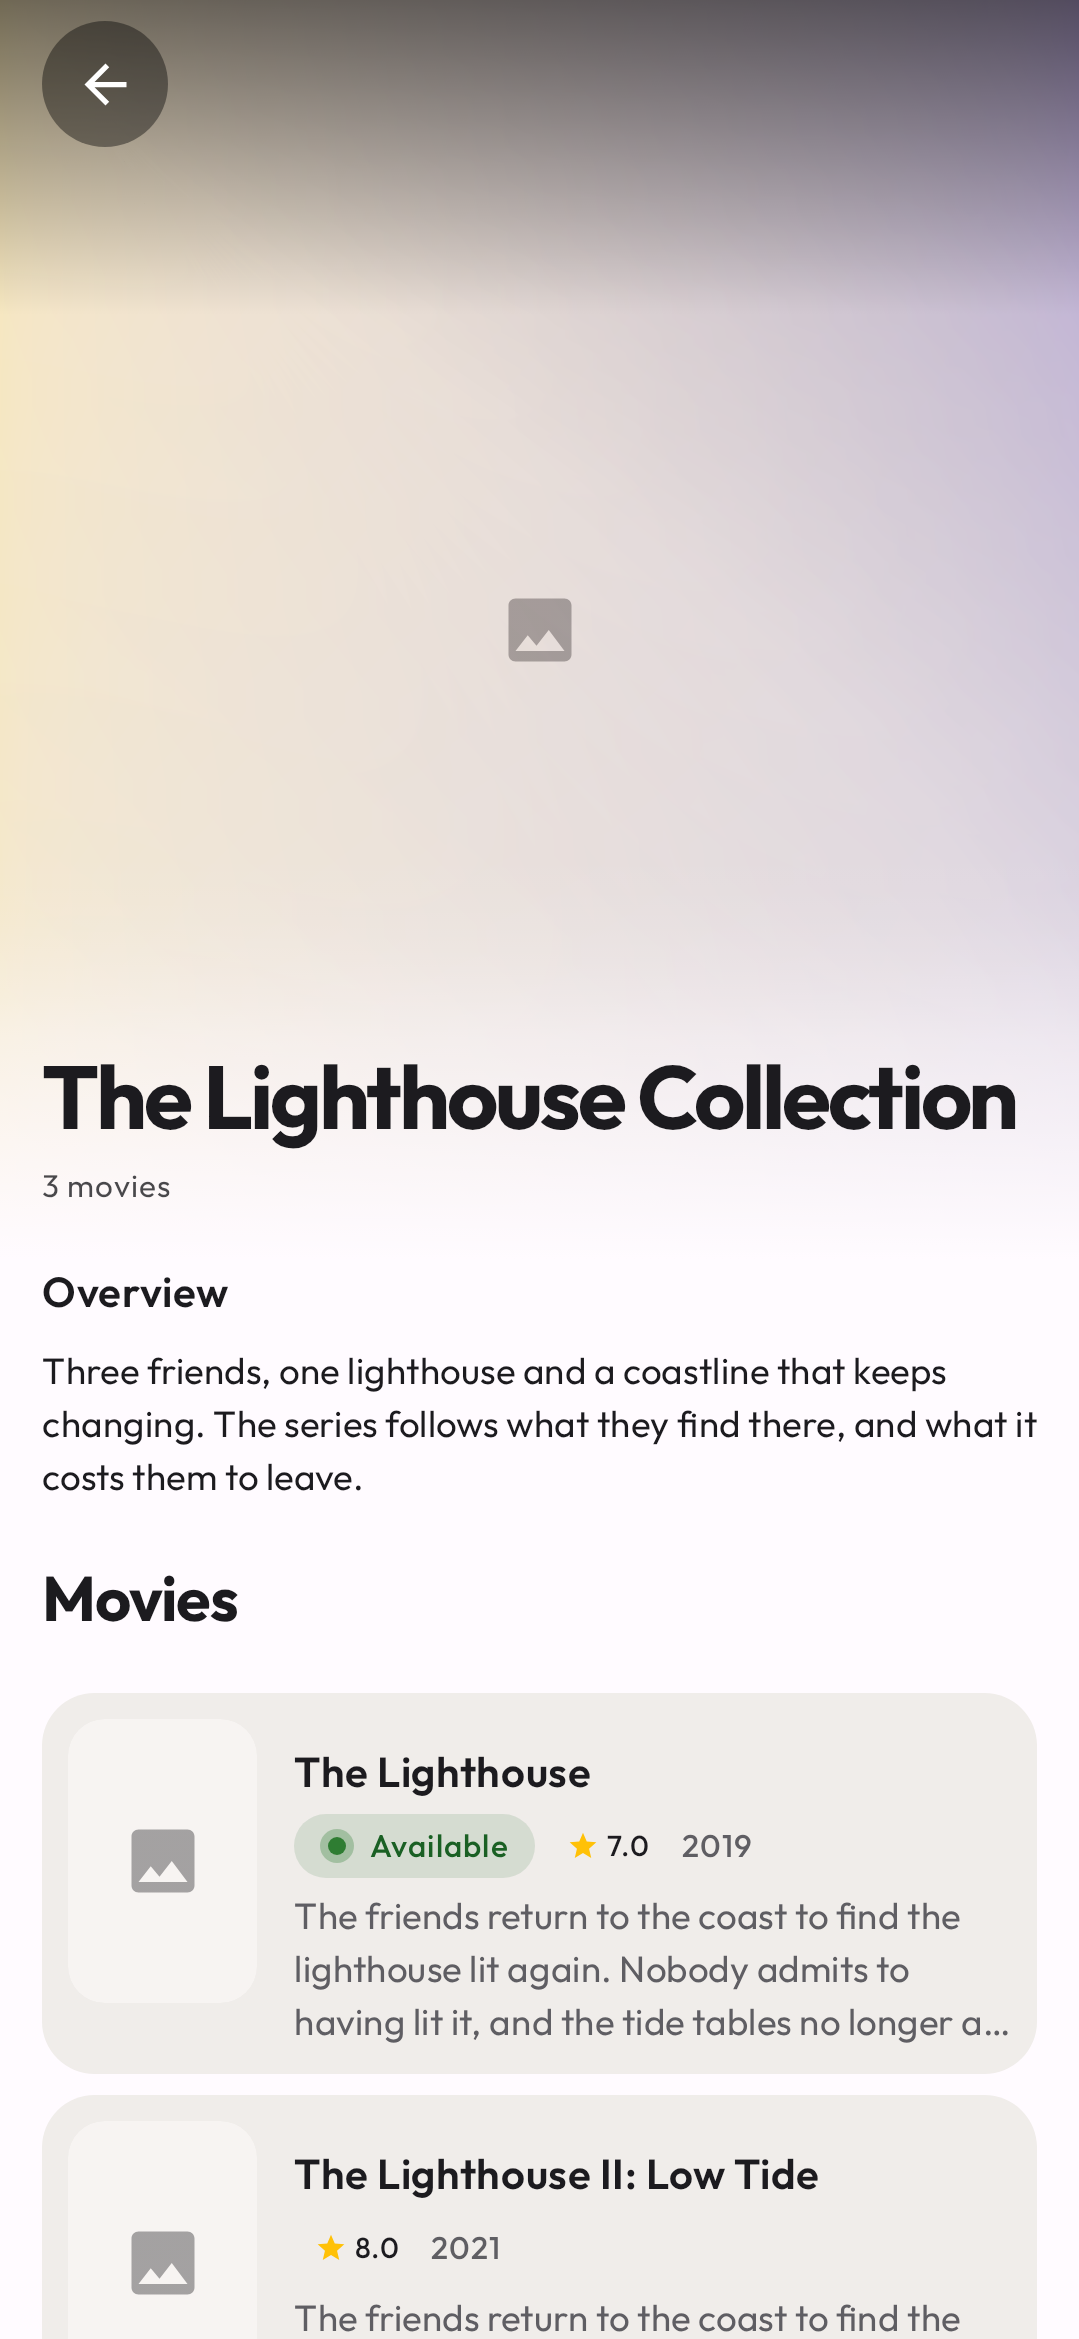 The Lighthouse Collection
3 movies
Overview
Three friends, one lighthouse and a coastline that keeps
changing. The series follows what they find there, and what it
costs them to leave.
Movies
The Lighthouse
Available 7.0 2019
The friends return to the coast to find the
lighthouse lit again. Nobody admits to
having lit it, and the tide tables no longer a…
The Lighthouse II: Low Tide
8.0 2021
The friends return to the coast to find the